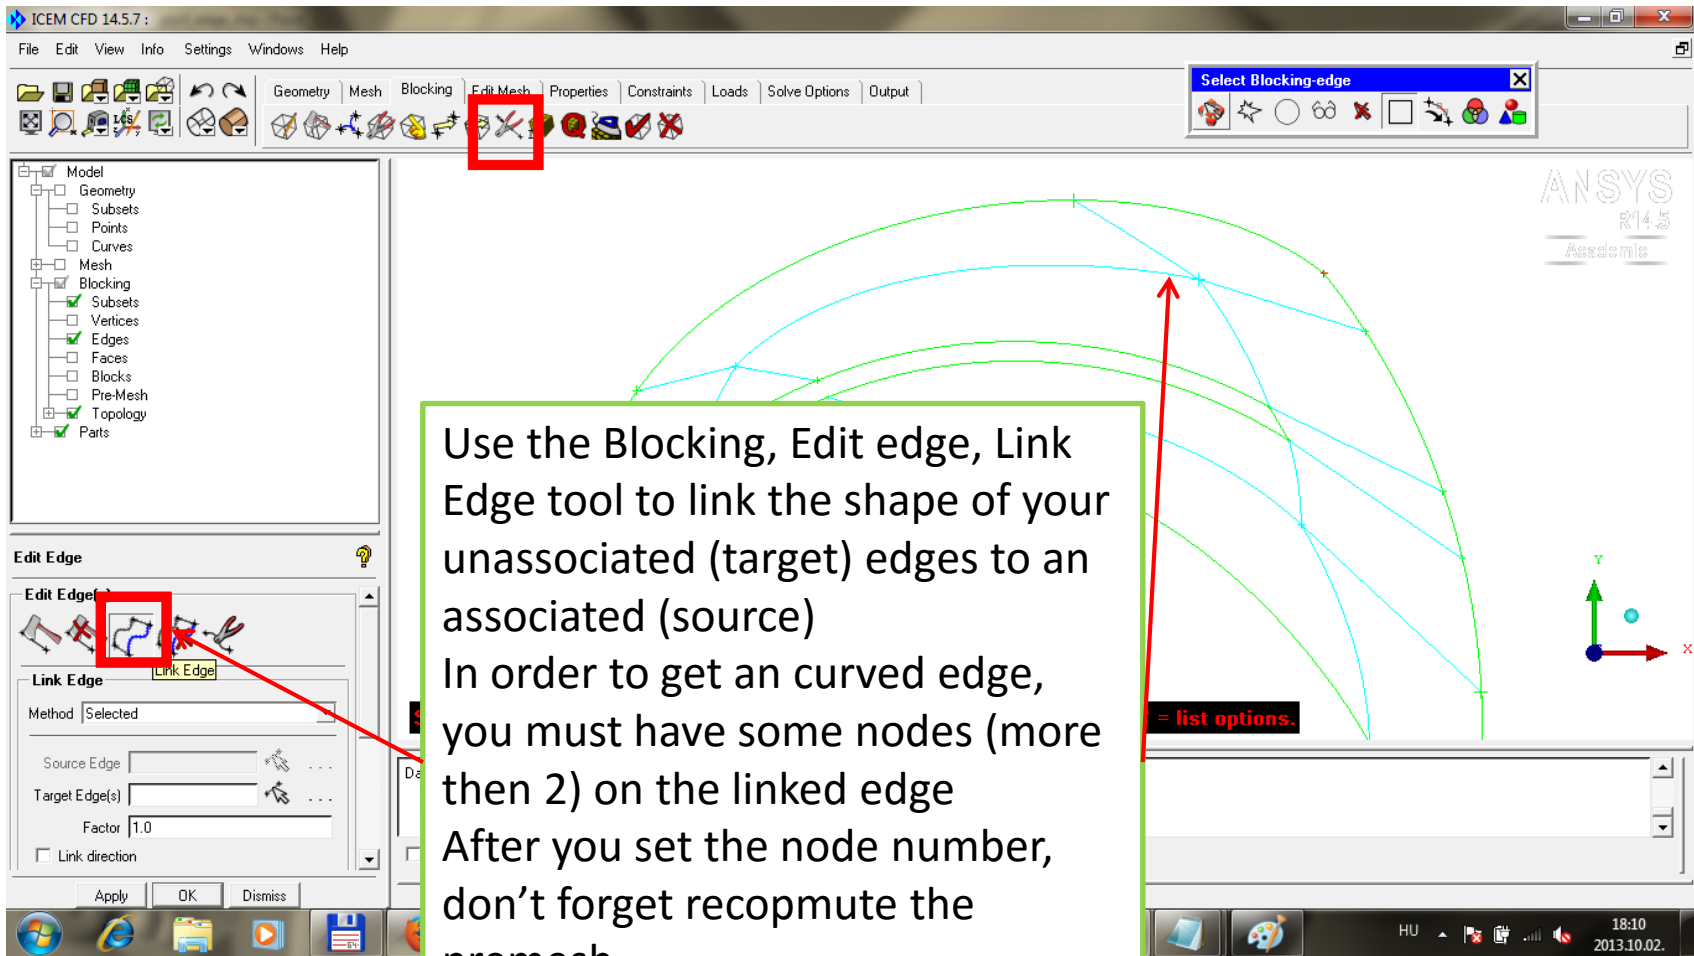 ICEM CFD 14.5.7 :
File Edit View Info Settings Windows Help
Geometry Mesh Blocking Edit Mesh Properties Constraints Loads Solve Options Output
Select Blocking-edge
LCS
Model
Geometry
Subsets
Points
Curves
Mesh
Blocking
Subsets
Vertices
Edges
Faces
Blocks
Pre-Mesh
Topology
Parts
ANSYS
R14.5
Academic
Edit Edge
Link Edge
Link Edge
Method Selected
Source Edge ...
Target Edge(s) ...
Factor 1.0
Link direction
Apply OK Dismiss
Use the Blocking, Edit edge, Link
Edge tool to link the shape of your
unassociated (target) edges to an
associated (source)
In order to get an curved edge,
you must have some nodes (more
then 2) on the linked edge
After you set the node number,
don't forget recopmute the
premesh
= list options.
Y
X
64
HU
18:10
2013.10.02.